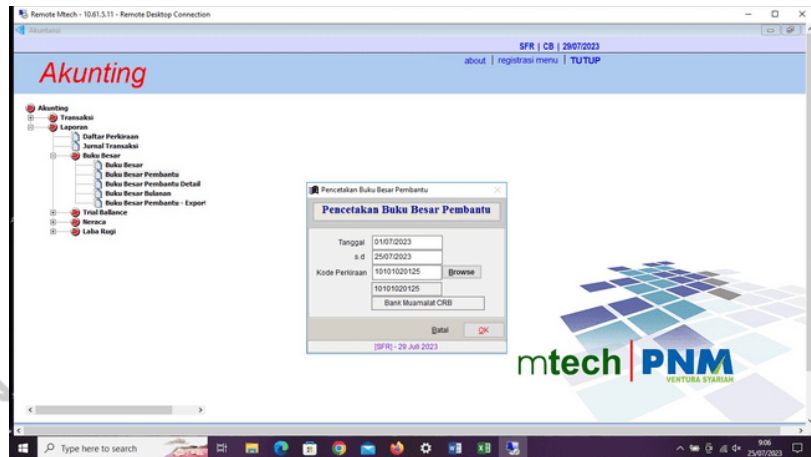 Remote Mtech - 10.61.5.11 - Remote Desktop Connection
Akuntansi
SFR | CB | 29/07/2023
about | registrasi menu | TUTUP
Akunting
Akunting
Transaksi
Laporan
Daftar Perkiraan
Jurnal Transaksi
Buku Besar
Buku Besar
Buku Besar Pembantu
Buku Besar Pembantu Detail
Buku Besar Bulanan
Buku Besar Pembantu - Export
Trial Ballance
Neraca
Laba Rugi
Pencetakan Buku Besar Pembantu
Pencetakan Buku Besar Pembantu
Tanggal 01/07/2023
s.d 25/07/2023
Kode Perkiraan 10101020125 Browse
10101020125
Bank Muamalat CRB
Batal OK
[SFR] - 29 Juli 2023
mtech PNM
VENTURA SYARIAH
Type here to search
9:06
25/07/2023